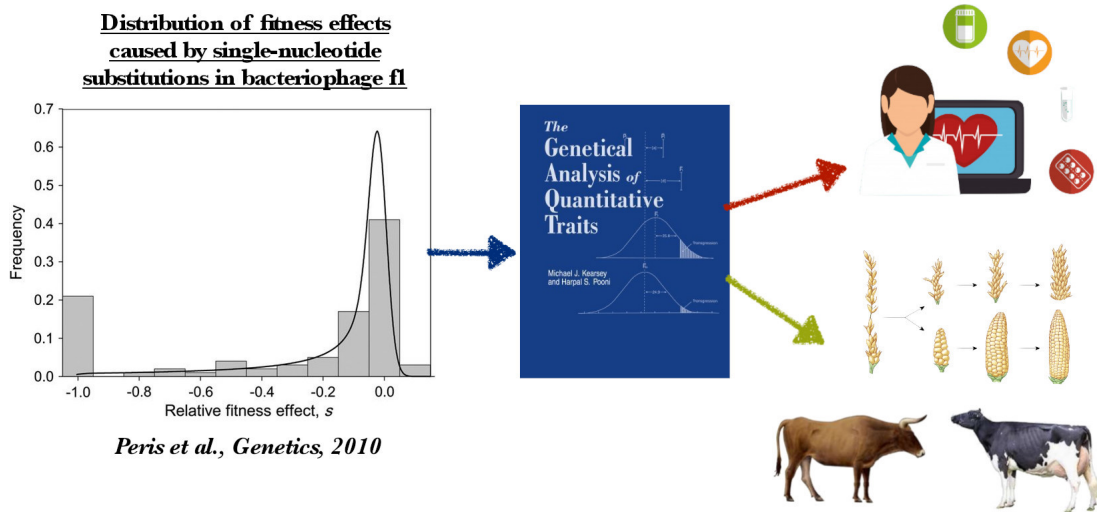 Distribution of fitness effects
caused by single-nucleotide
substitutions in bacteriophage f1
0.7
0.6
0.5
0.4
0.3
0.2
0.1
0.0
Frequency
-1.0 -0.8 -0.6 -0.4 -0.2 0.0
Relative fitness effect, s
Peris et al., Genetics, 2010
The
Genetical
Analysis of
Quantitative
Traits
Michael J. Kearsey
and Harpal S. Pooni